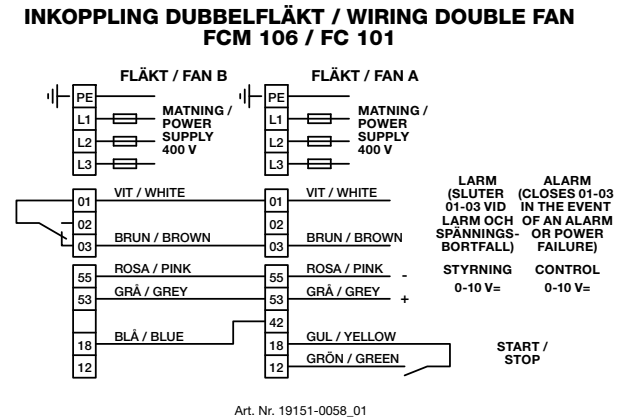 INKOPPLING DUBBELFLÄKT / WIRING DOUBLE FAN
FCM 106 / FC 101
FLÄKT / FAN B
FLÄKT / FAN A
PE
L1
L2
L3
MATNING /
POWER
SUPPLY
400 V
PE
L1
L2
L3
MATNING /
POWER
SUPPLY
400 V
01
02
03
VIT / WHITE
BRUN / BROWN
01
02
03
VIT / WHITE
BRUN / BROWN
LARM
(SLUTER
01-03 VID
LARM OCH
SPÄNNINGS-
BORTFALL)
ALARM
(CLOSES 01-03
IN THE EVENT
OF AN ALARM
OR POWER
FAILURE)
55
53
18
12
ROSA / PINK
GRÅ / GREY
BLÅ / BLUE
55
53
42
18
12
ROSA / PINK -
GRÅ / GREY +
GUL / YELLOW
GRÖN / GREEN
STYRNING
0-10 V=
CONTROL
0-10 V=
START /
STOP
Art. Nr. 19151-0058_01